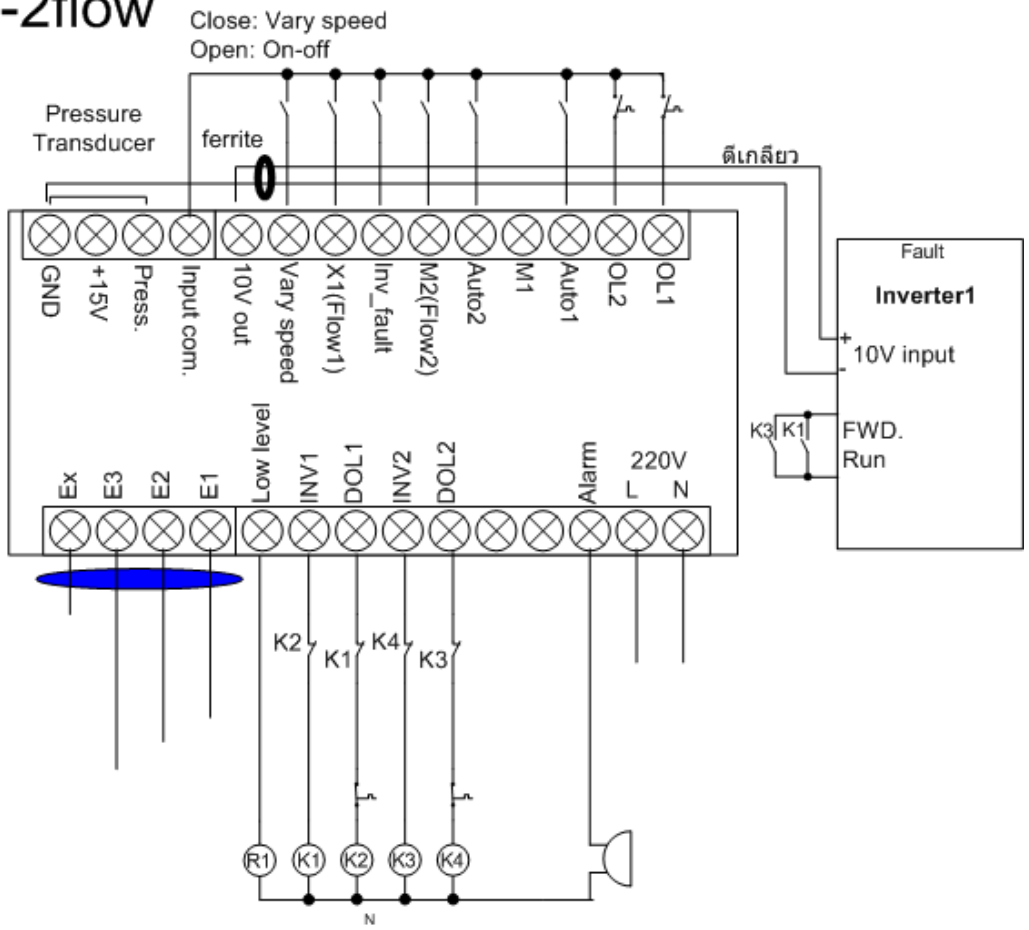 -2flow
Close: Vary speed
Open: On-off
Pressure
Transducer
ferrite
ตีเกลียว
GND
+15V
Press.
Input com.
10V out
Vary speed
X1(Flow1)
Inv_fault
M2(Flow2)
Auto2
M1
Auto1
OL2
OL1
Fault
Inverter1
+
10V input
-
K3
K1
FWD.
Run
Ex
E3
E2
E1
Low level
INV1
DOL1
INV2
DOL2
Alarm
220V
L
N
K2
K1
K4
K3
R1
K1
K2
K3
K4
N